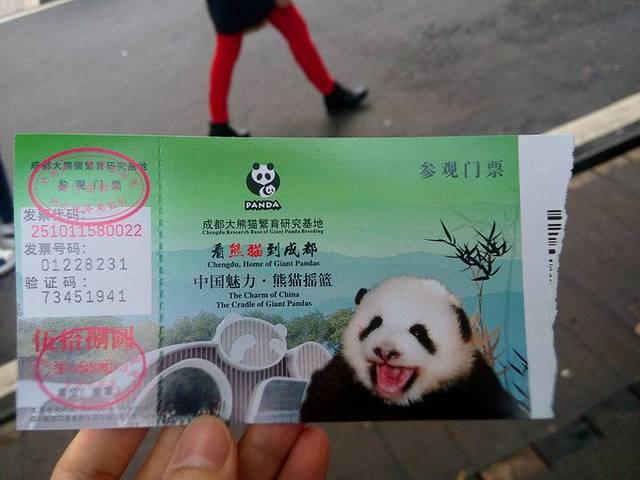 成都大熊猫繁育研究基地
参观门票
发票代码:
251011580022
发票号码:
01228231
验证码:
73451941
伍拾捌圆
PANDA
成都大熊猫繁育研究基地
Chengdu Research Base of Giant Panda Breeding
看熊猫到成都
Chengdu, Home of Giant Pandas
中国魅力·熊猫摇篮
The Charm of China
The Cradle of Giant Pandas
参观门票